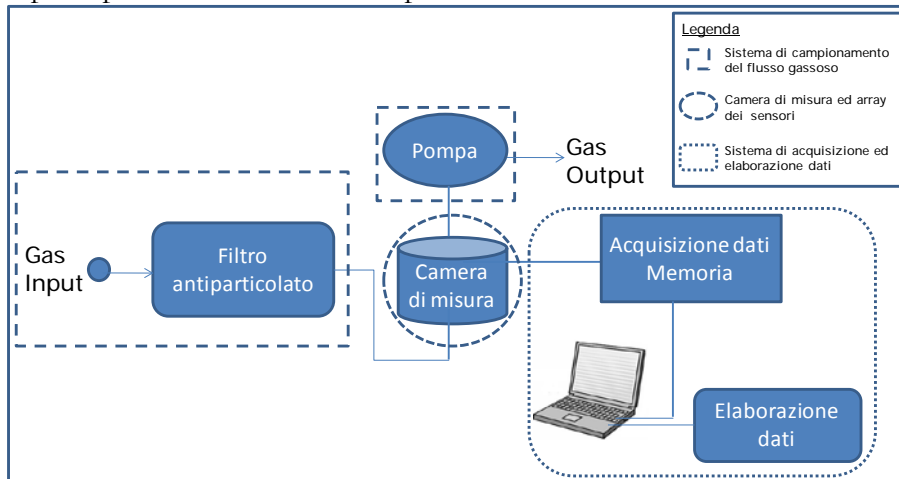 Legenda
Sistema di campionamento
del flusso gassoso
Camera di misura ed array
dei sensori
Sistema di acquisizione ed
elaborazione dati
Pompa
Gas
Output
Gas
Input
Filtro
antiparticolato
Camera
di misura
Acquisizione dati
Memoria
Elaborazione
dati